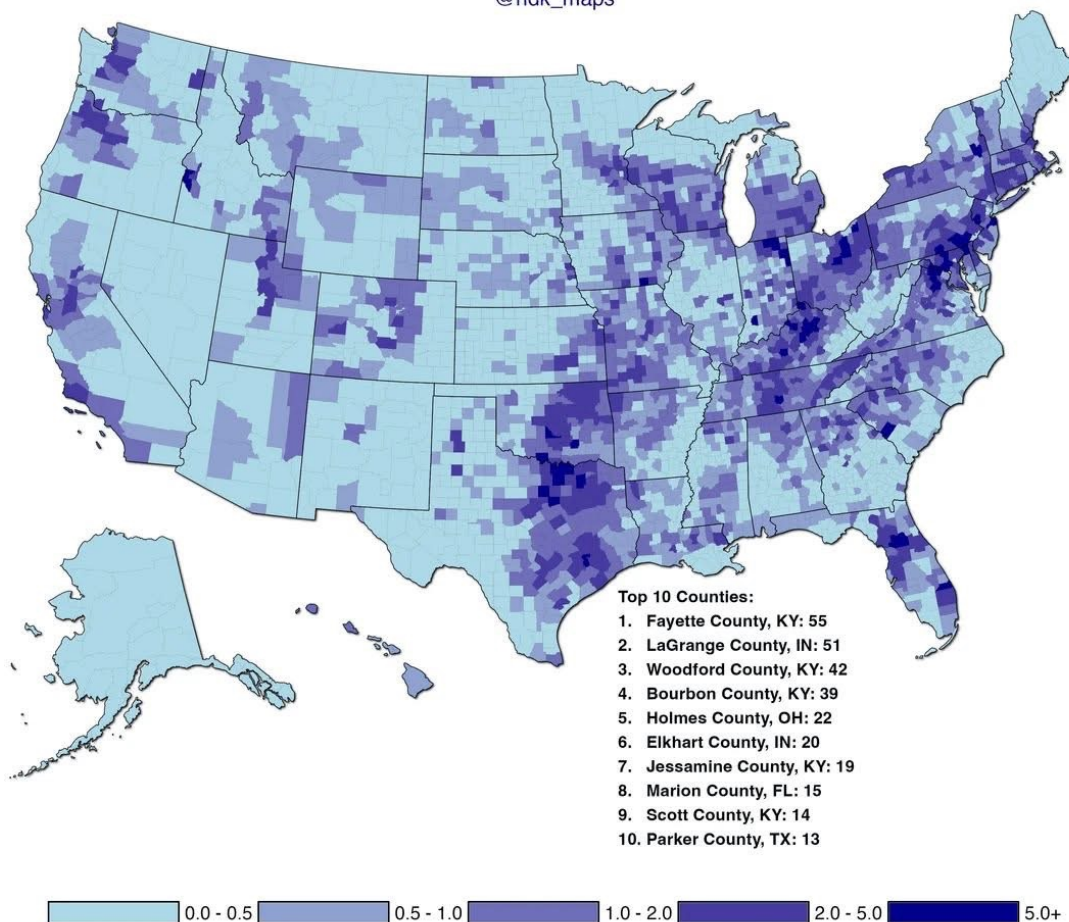 @ndk_maps
Top 10 Counties:
1. Fayette County, KY: 55
2. LaGrange County, IN: 51
3. Woodford County, KY: 42
4. Bourbon County, KY: 39
5. Holmes County, OH: 22
6. Elkhart County, IN: 20
7. Jessamine County, KY: 19
8. Marion County, FL: 15
9. Scott County, KY: 14
10. Parker County, TX: 13
0.0 - 0.5 0.5 - 1.0 1.0 - 2.0 2.0 - 5.0 5.0+